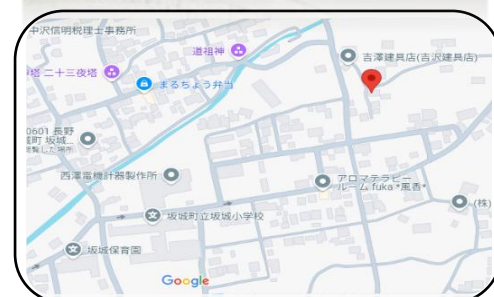 中沢信明税理士事務所
道祖神
吉澤建具店(吉沢建具店)
塔 二十三夜塔
まるちょう弁当
0601 長野
町 坂城...
西澤電機計器製作所
アロマテラピー
ルーム fuka *風香*
(株)
坂城町立坂城小学校
坂城保育園
Google